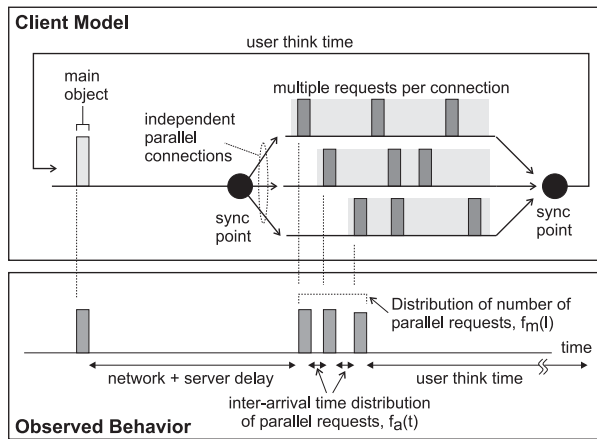 Client Model
user think time
main
object
multiple requests per connection
independent
parallel
connections
sync
point
sync
point
Distribution of number of
parallel requests, fm(l)
time
network + server delay
user think time
inter-arrival time distribution
of parallel requests, fa(t)
Observed Behavior